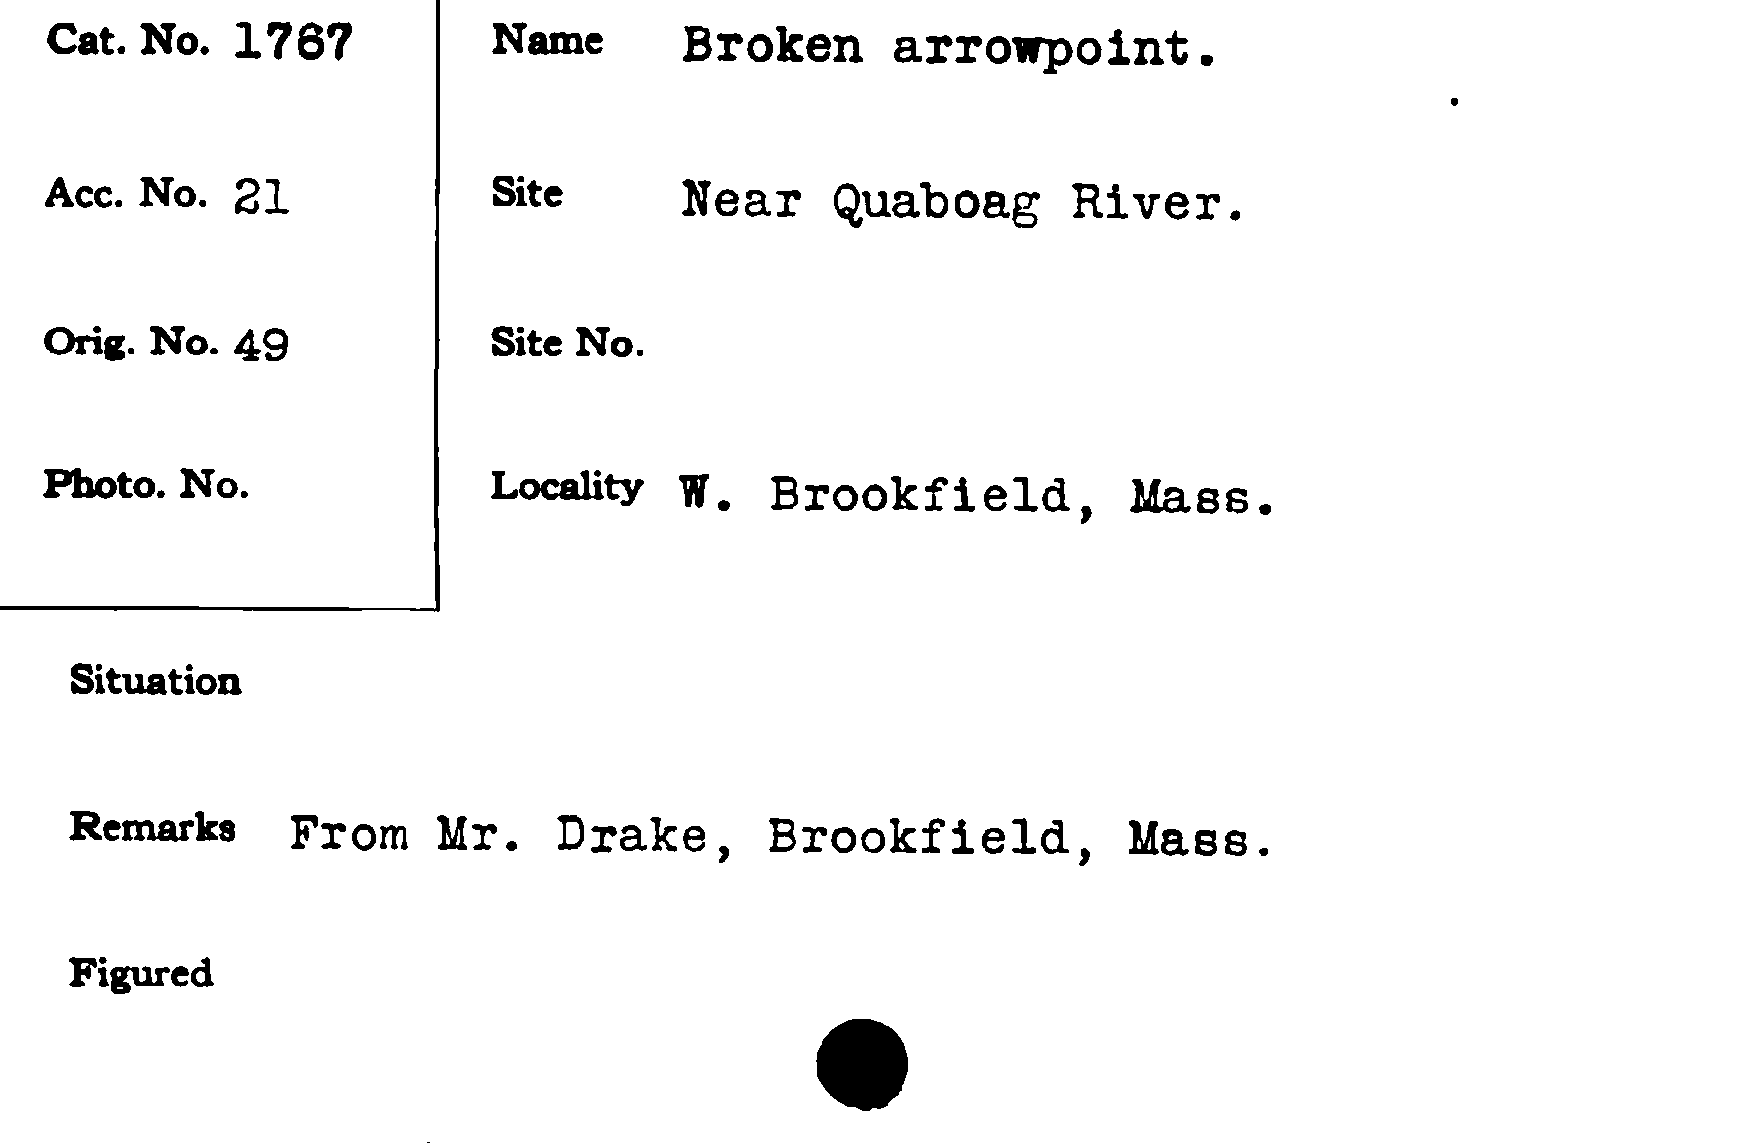 Cat. No. 1767
Acc. No. 21
Orig. No. 49
Photo. No.
Name Broken arrowpoint.
Site Near Quaboag River.
Site No.
Locality W. Brookfield, Mass.
Situation
Remarks From Mr. Drake, Brookfield, Mass.
Figured